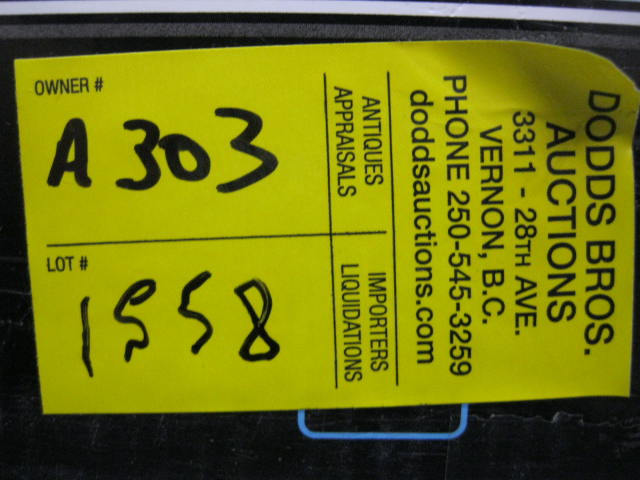 DODDS BROS.
AUCTIONS
3311 - 28TH AVE.
VERNON, B.C.
PHONE 250-545-3259
doddsauctions.com
ANTIQUES
APPRAISALS
IMPORTERS
LIQUIDATIONS
OWNER #
A303
LOT #
1558